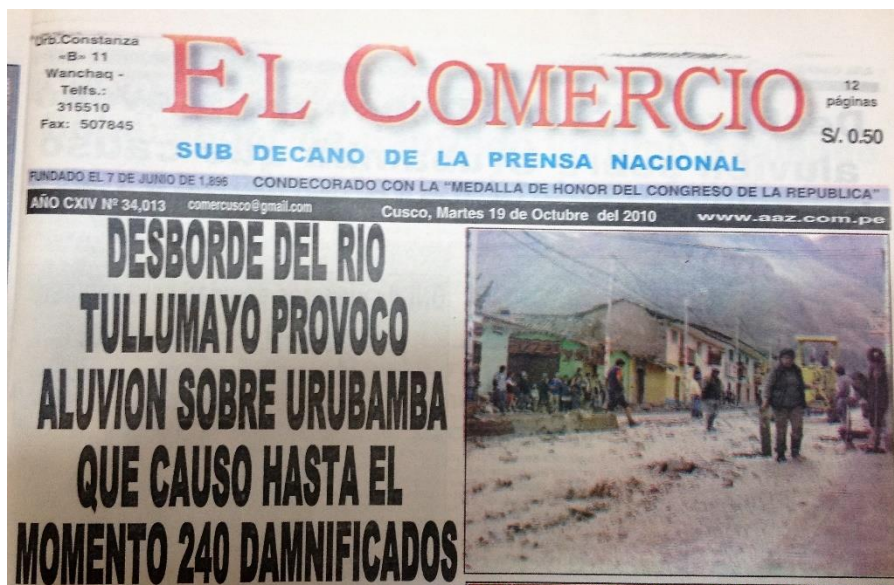 Urb.Constanza
«B» 11
Wanchaq -
Telfs.:
315510
Fax: 507845
EL COMERCIO
12
páginas
S/. 0.50
SUB DECANO DE LA PRENSA NACIONAL
FUNDADO EL 7 DE JUNIO DE 1,896 CONDECORADO CON LA "MEDALLA DE HONOR DEL CONGRESO DE LA REPUBLICA"
AÑO CXIV Nº 34,013 comercusco@gmail.com Cusco, Martes 19 de Octubre del 2010 www.aaz.com.pe
DESBORDE DEL RIO
TULLUMAYO PROVOCO
ALUVION SOBRE URUBAMBA
QUE CAUSO HASTA EL
MOMENTO 240 DAMNIFICADOS